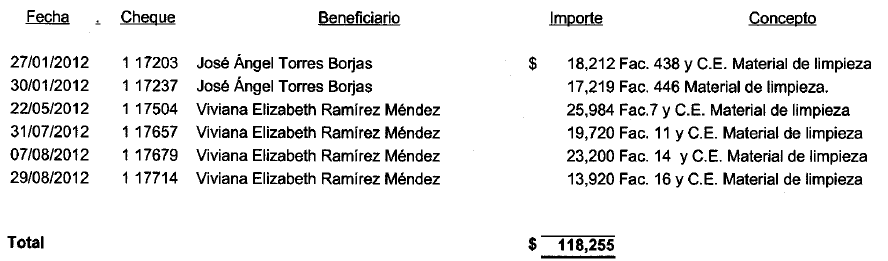 Fecha . Cheque Beneficiario Importe Concepto
27/01/2012 1 17203 José Ángel Torres Borjas $ 18,212 Fac. 438 y C.E. Material de limpieza
30/01/2012 1 17237 José Ángel Torres Borjas 17,219 Fac. 446 Material de limpieza.
22/05/2012 1 17504 Viviana Elizabeth Ramírez Méndez 25,984 Fac.7 y C.E. Material de limpieza
31/07/2012 1 17657 Viviana Elizabeth Ramírez Méndez 19,720 Fac. 11 y C.E. Material de limpieza
07/08/2012 1 17679 Viviana Elizabeth Ramírez Méndez 23,200 Fac. 14 y C.E. Material de limpieza
29/08/2012 1 17714 Viviana Elizabeth Ramírez Méndez 13,920 Fac. 16 y C.E. Material de limpieza
Total $ 118,255